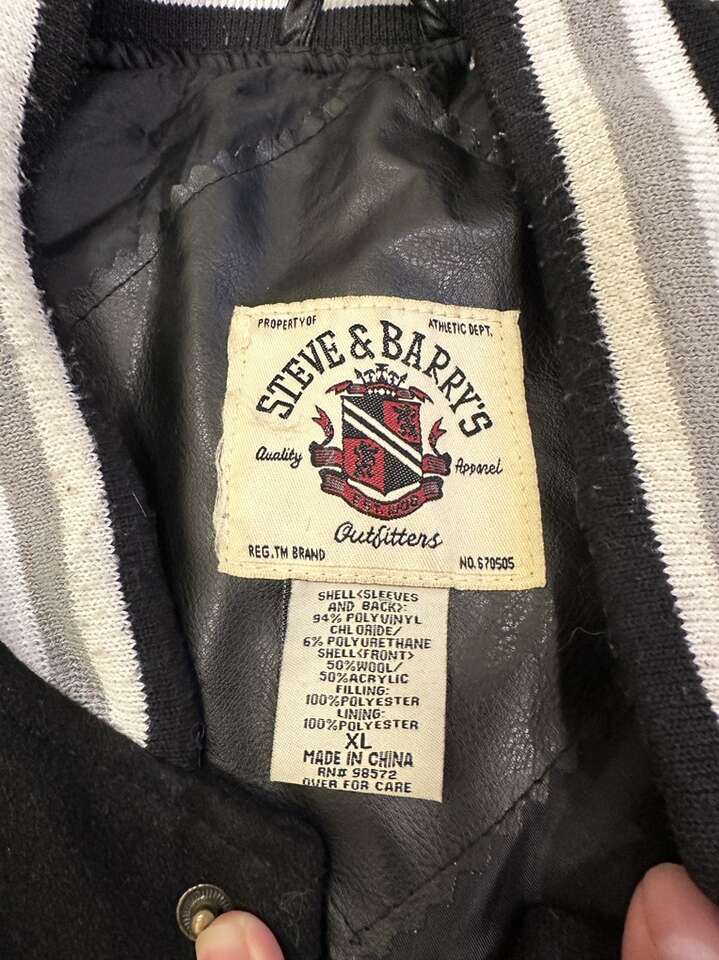 PROPERTY OF ATHLETIC DEPT.
STEVE & BARRY'S
Quality Apparel
Outfitters
REG.TM BRAND NO.670505
SHELL<SLEEVES
AND BACK>:
94% POLYVINYL
CHLORIDE/
6% POLYURETHANE
SHELL<FRONT>
50%WOOL/
50%ACRYLIC
FILLING:
100%POLYESTER
LINING:
100%POLYESTER
XL
MADE IN CHINA
RN# 98572
OVER FOR CARE